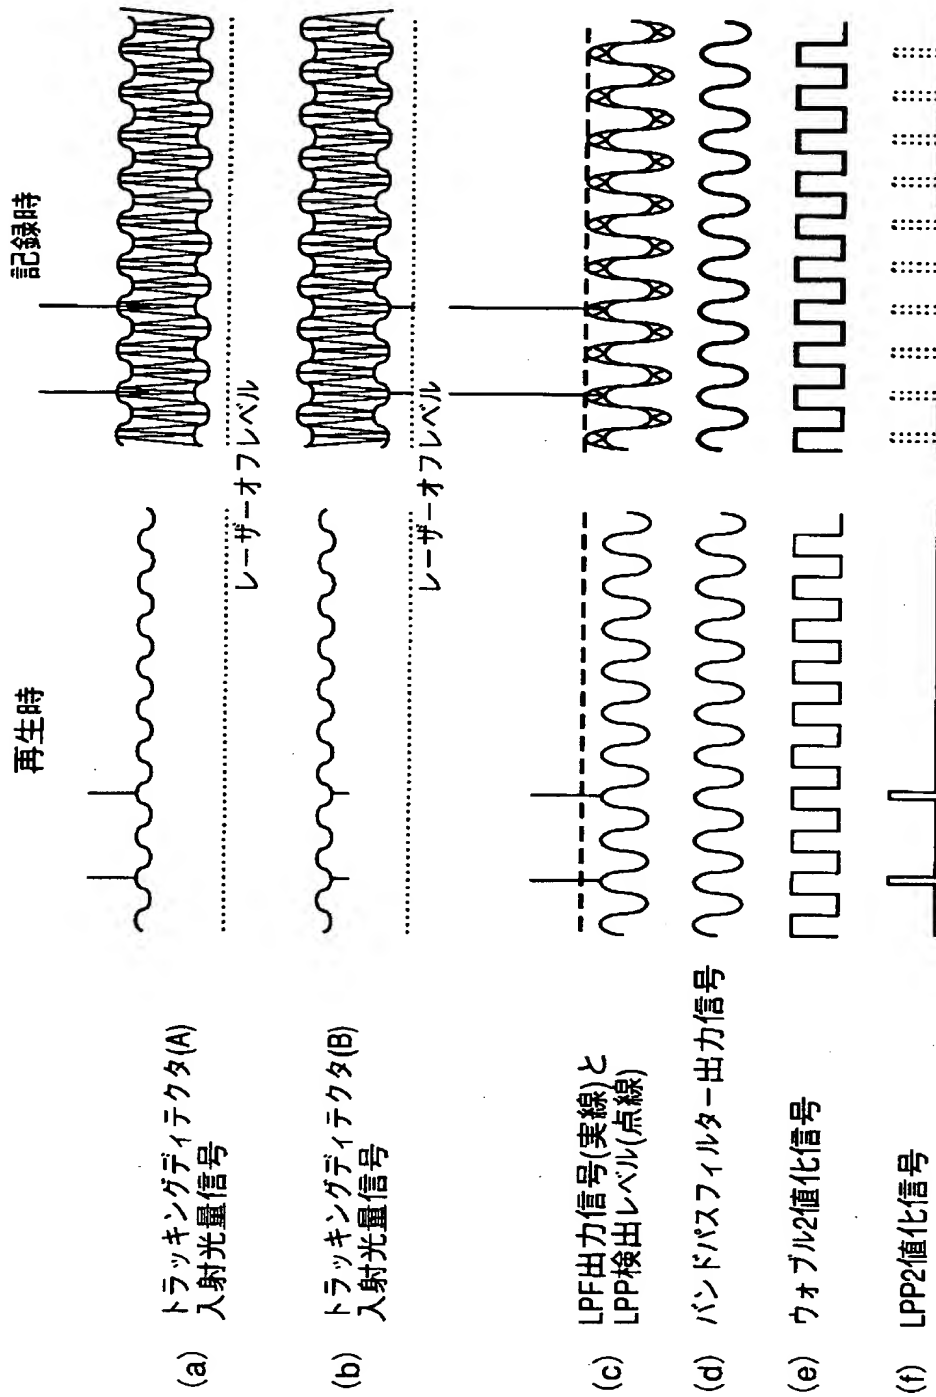 再生時
記録時
(a) トラッキングディテクタ(A)
入射光量信号
レーザーオフレベル
(b) トラッキングディテクタ(B)
入射光量信号
レーザーオフレベル
(c) LPF出力信号(実線)と
LPP検出レベル(点線)
(d) バンドパスフィルター出力信号
(e) ウォブル2値化信号
(f) LPP2値化信号